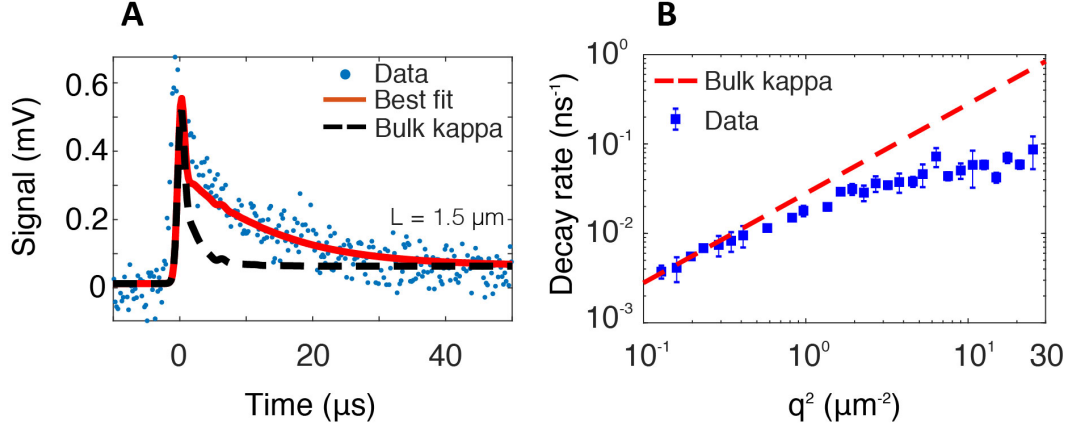 A
Signal (mV)
0.6
0.4
0.2
0
Data
Best fit
Bulk kappa
L = 1.5 μm
0
20
40
Time (μs)
B
Decay rate (ns⁻¹)
10⁰
10⁻¹
10⁻²
10⁻³
Bulk kappa
Data
10⁻¹
10⁰
10¹
30
q² (μm⁻²)